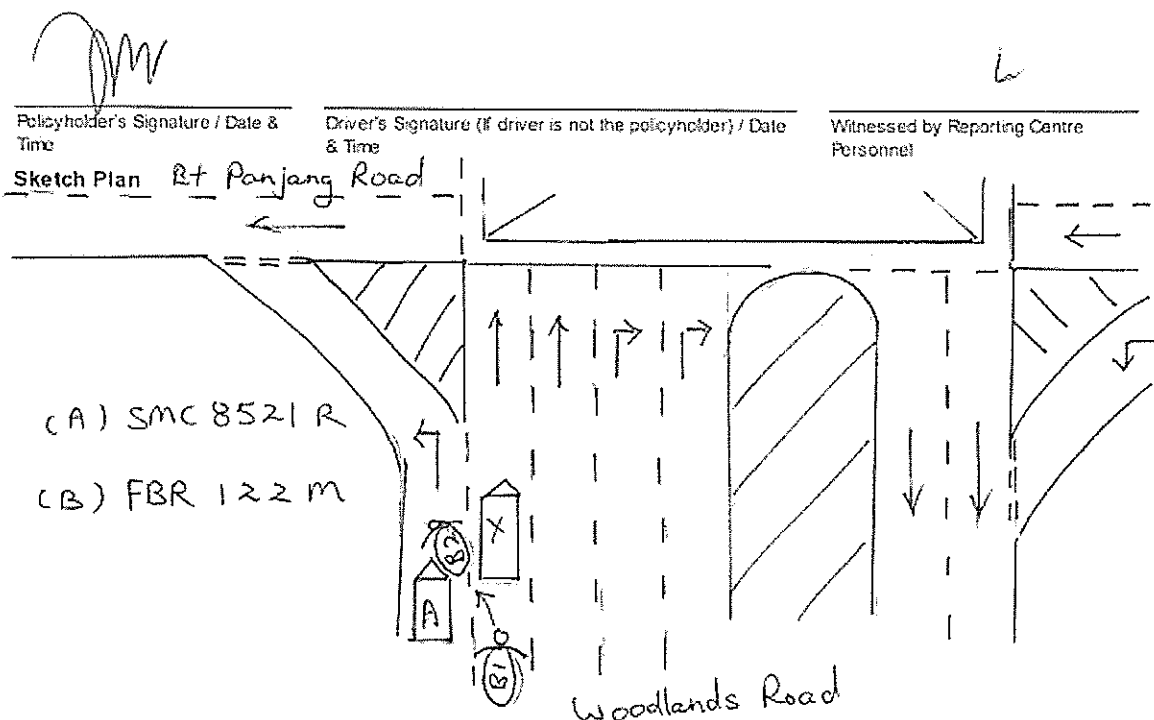 Policyholder's Signature / Date & Time
Driver's Signature (If driver is not the policyholder) / Date & Time
Witnessed by Reporting Centre Personnel
Sketch Plan Bt Panjang Road
(A) SMC 8521 R
(B) FBR 122 M
X
B2
A
B1
Woodlands Road